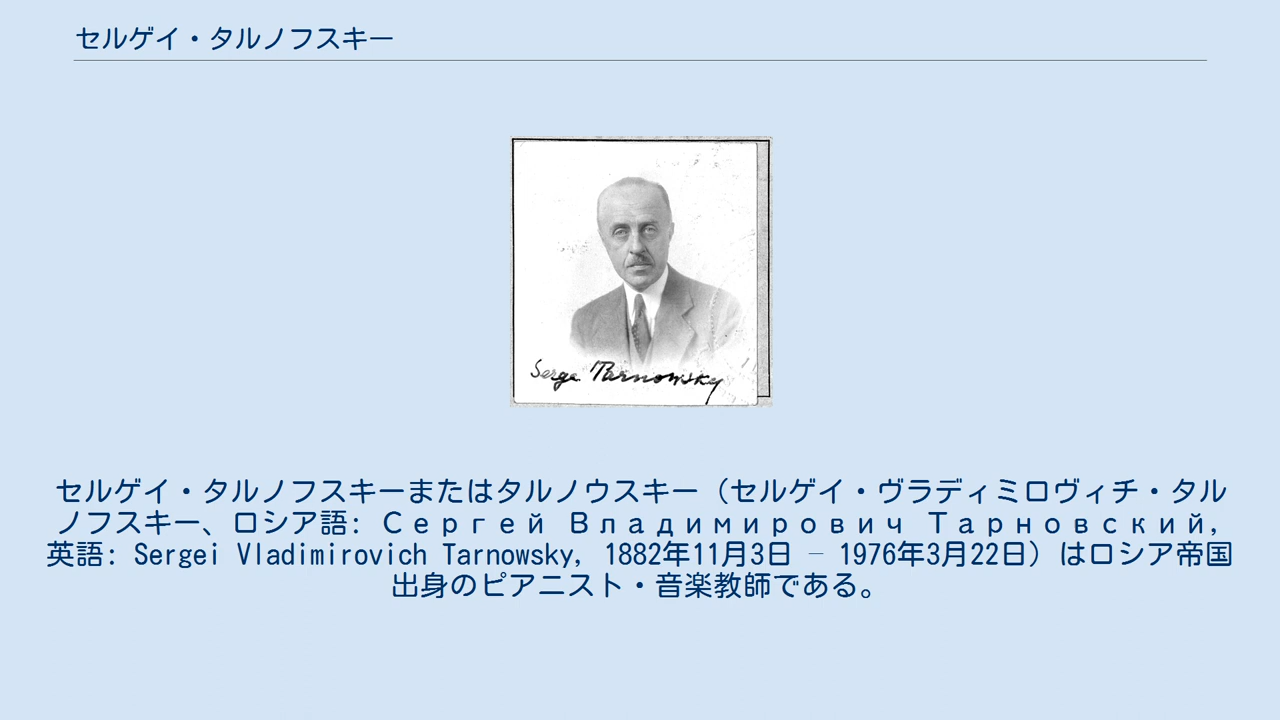 セルゲイ・タルノフスキー
Serge Tarnowsky
セルゲイ・タルノフスキーまたはタルノウスキー（セルゲイ・ヴラディミロヴィチ・タル
ノフスキー、ロシア語: Сергей Владимирович Тарновский,
英語: Sergei Vladimirovich Tarnowsky, 1882年11月3日 – 1976年3月22日）はロシア帝国
出身のピアニスト・音楽教師である。